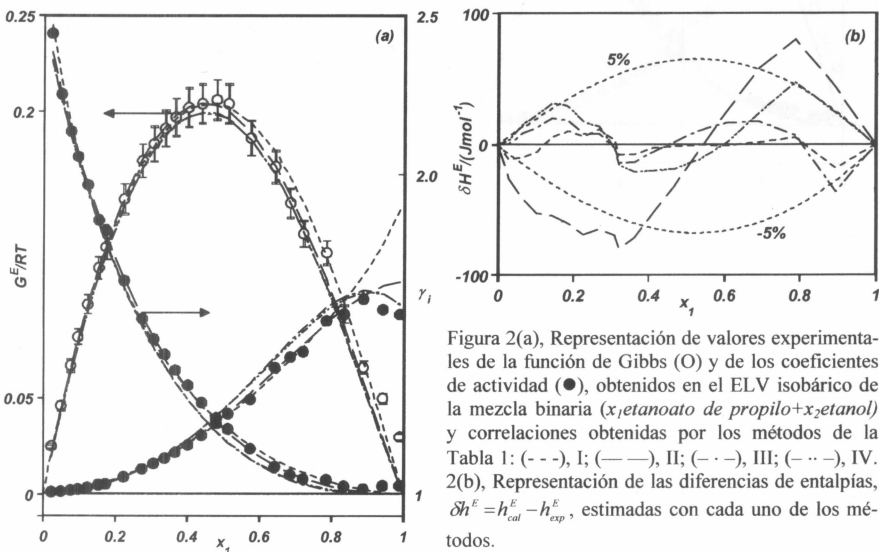 0.25
0.2
G^E/RT
0.05
0
2.5
2.0
γ_i
1
(a)
0 0.2 0.4 0.6 0.8 1
x_1
100
δH^E/(Jmol^-1)
0
-100
(b)
5%
-5%
0 0.2 0.4 0.6 0.8 1
x_1
Figura 2(a), Representación de valores experimenta-
les de la función de Gibbs (O) y de los coeficientes
de actividad (●), obtenidos en el ELV isobárico de
la mezcla binaria (x_1etanoato de propilo+x_2etanol)
y correlaciones obtenidas por los métodos de la
Tabla 1: (- - -), I; (— —), II; (– · –), III; (– ·· –), IV.
2(b), Representación de las diferencias de entalpías,
δh^E = h^E_cal − h^E_exp, estimadas con cada uno de los mé-
todos.